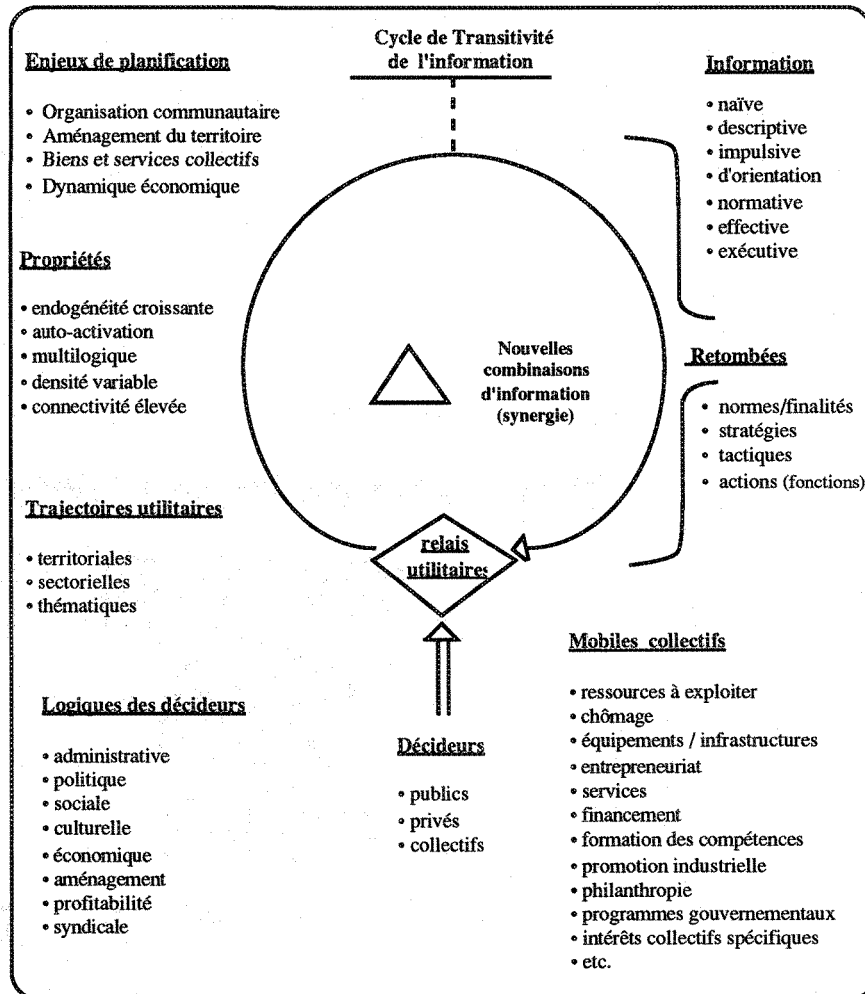 Cycle de Transitivité
de l'information
Enjeux de planification
• Organisation communautaire
• Aménagement du territoire
• Biens et services collectifs
• Dynamique économique
Information
• naïve
• descriptive
• impulsive
• d'orientation
• normative
• effective
• exécutive
Propriétés
• endogénéité croissante
• auto-activation
• multilogique
• densité variable
• connectivité élevée
Nouvelles
combinaisons
d'information
(synergie)
Retombées
• normes/finalités
• stratégies
• tactiques
• actions (fonctions)
Trajectoires utilitaires
• territoriales
• sectorielles
• thématiques
relais
utilitaires
Logiques des décideurs
• administrative
• politique
• sociale
• culturelle
• économique
• aménagement
• profitabilité
• syndicale
Décideurs
• publics
• privés
• collectifs
Mobiles collectifs
• ressources à exploiter
• chômage
• équipements / infrastructures
• entrepreneuriat
• services
• financement
• formation des compétences
• promotion industrielle
• philanthropie
• programmes gouvernementaux
• intérêts collectifs spécifiques
• etc.